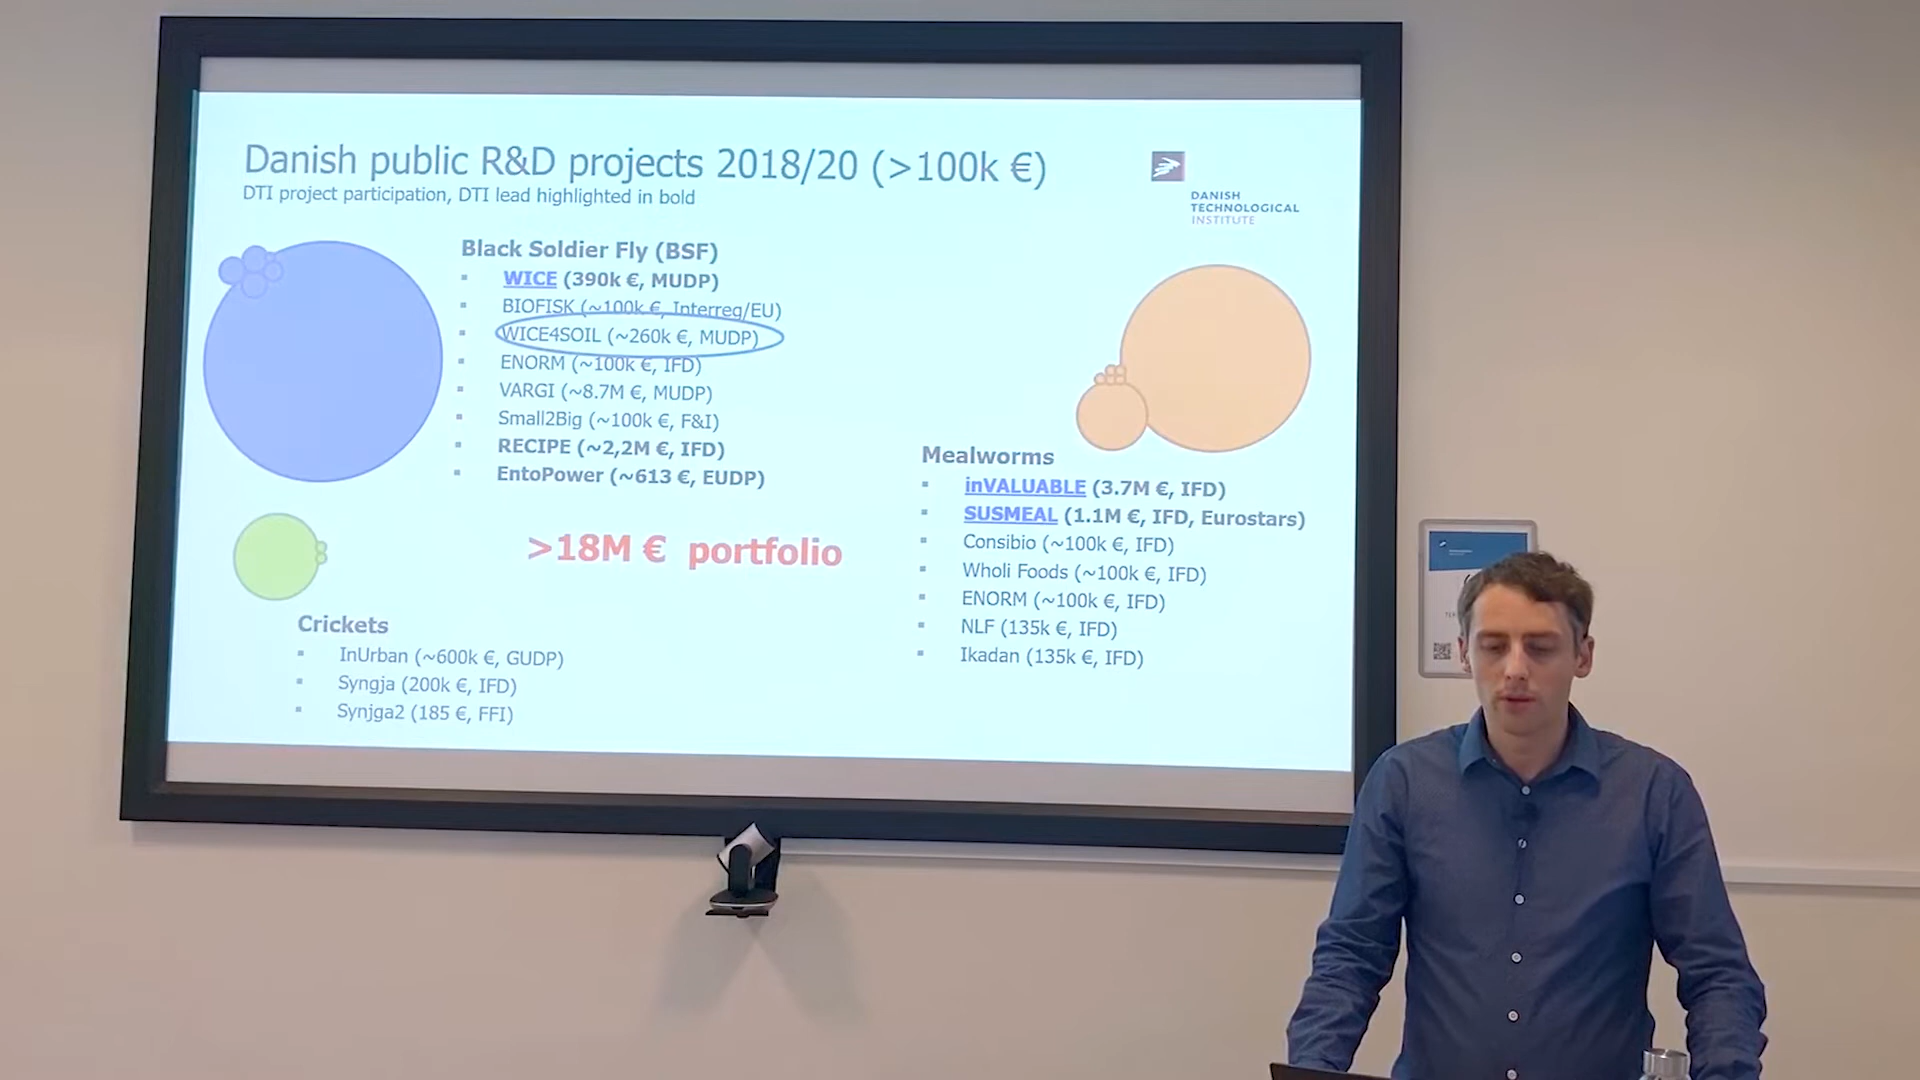 Danish public R&D projects 2018/20 (>100k €)
DTI project participation, DTI lead highlighted in bold
DANISH
TECHNOLOGICAL
INSTITUTE
Black Soldier Fly (BSF)
WICE (390k €, MUDP)
BIOFISK (~100k €, Interreg/EU)
WICE4SOIL (~260k €, MUDP)
ENORM (~100k €, IFD)
VARGI (~8.7M €, MUDP)
Small2Big (~100k €, F&I)
RECIPE (~2,2M €, IFD)
EntoPower (~613 €, EUDP)
>18M € portfolio
Crickets
InUrban (~600k €, GUDP)
Syngja (200k €, IFD)
Synjga2 (185 €, FFI)
Mealworms
inVALUABLE (3.7M €, IFD)
SUSMEAL (1.1M €, IFD, Eurostars)
Consibio (~100k €, IFD)
Wholi Foods (~100k €, IFD)
ENORM (~100k €, IFD)
NLF (135k €, IFD)
Ikadan (135k €, IFD)